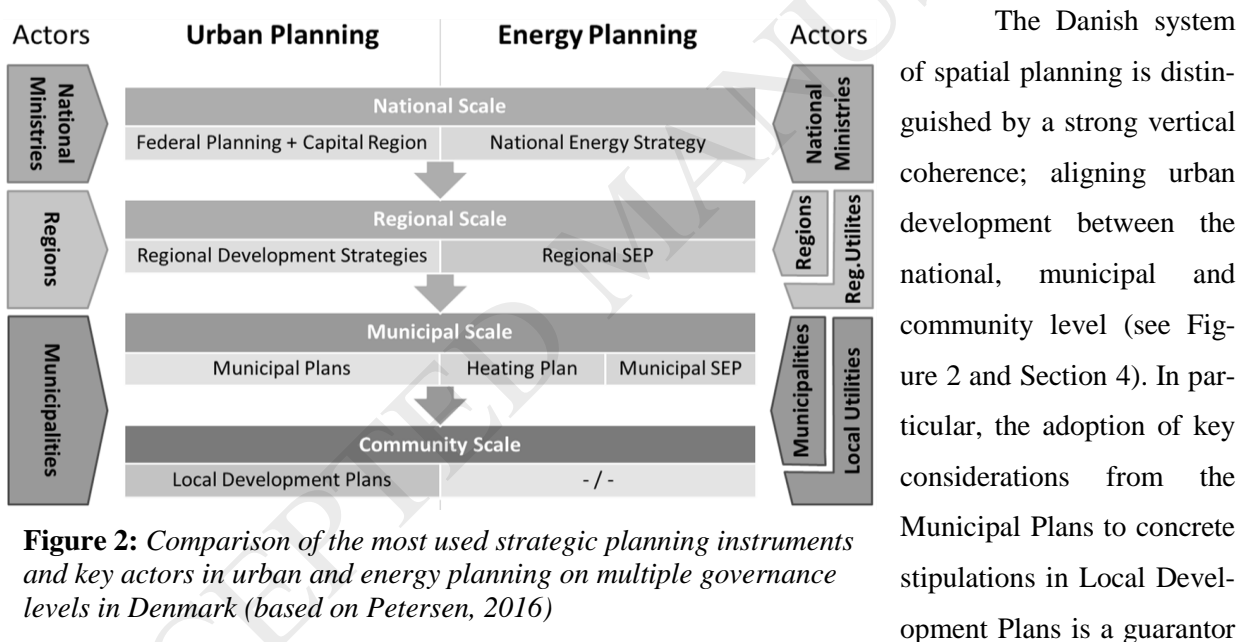 Actors Urban Planning Energy Planning Actors
National Ministries
National Scale
Federal Planning + Capital Region National Energy Strategy
National Ministries
Regions
Regional Scale
Regional Development Strategies Regional SEP
Regions
Reg.Utilites
Municipalities
Municipal Scale
Municipal Plans Heating Plan Municipal SEP
Community Scale
Local Development Plans - / -
Municipalities
Local Utilities
Figure 2: Comparison of the most used strategic planning instruments
and key actors in urban and energy planning on multiple governance
levels in Denmark (based on Petersen, 2016)
The Danish system
of spatial planning is distin-
guished by a strong vertical
coherence; aligning urban
development between the
national, municipal and
community level (see Fig-
ure 2 and Section 4). In par-
ticular, the adoption of key
considerations from the
Municipal Plans to concrete
stipulations in Local Devel-
opment Plans is a guarantor
CEPTED MANU